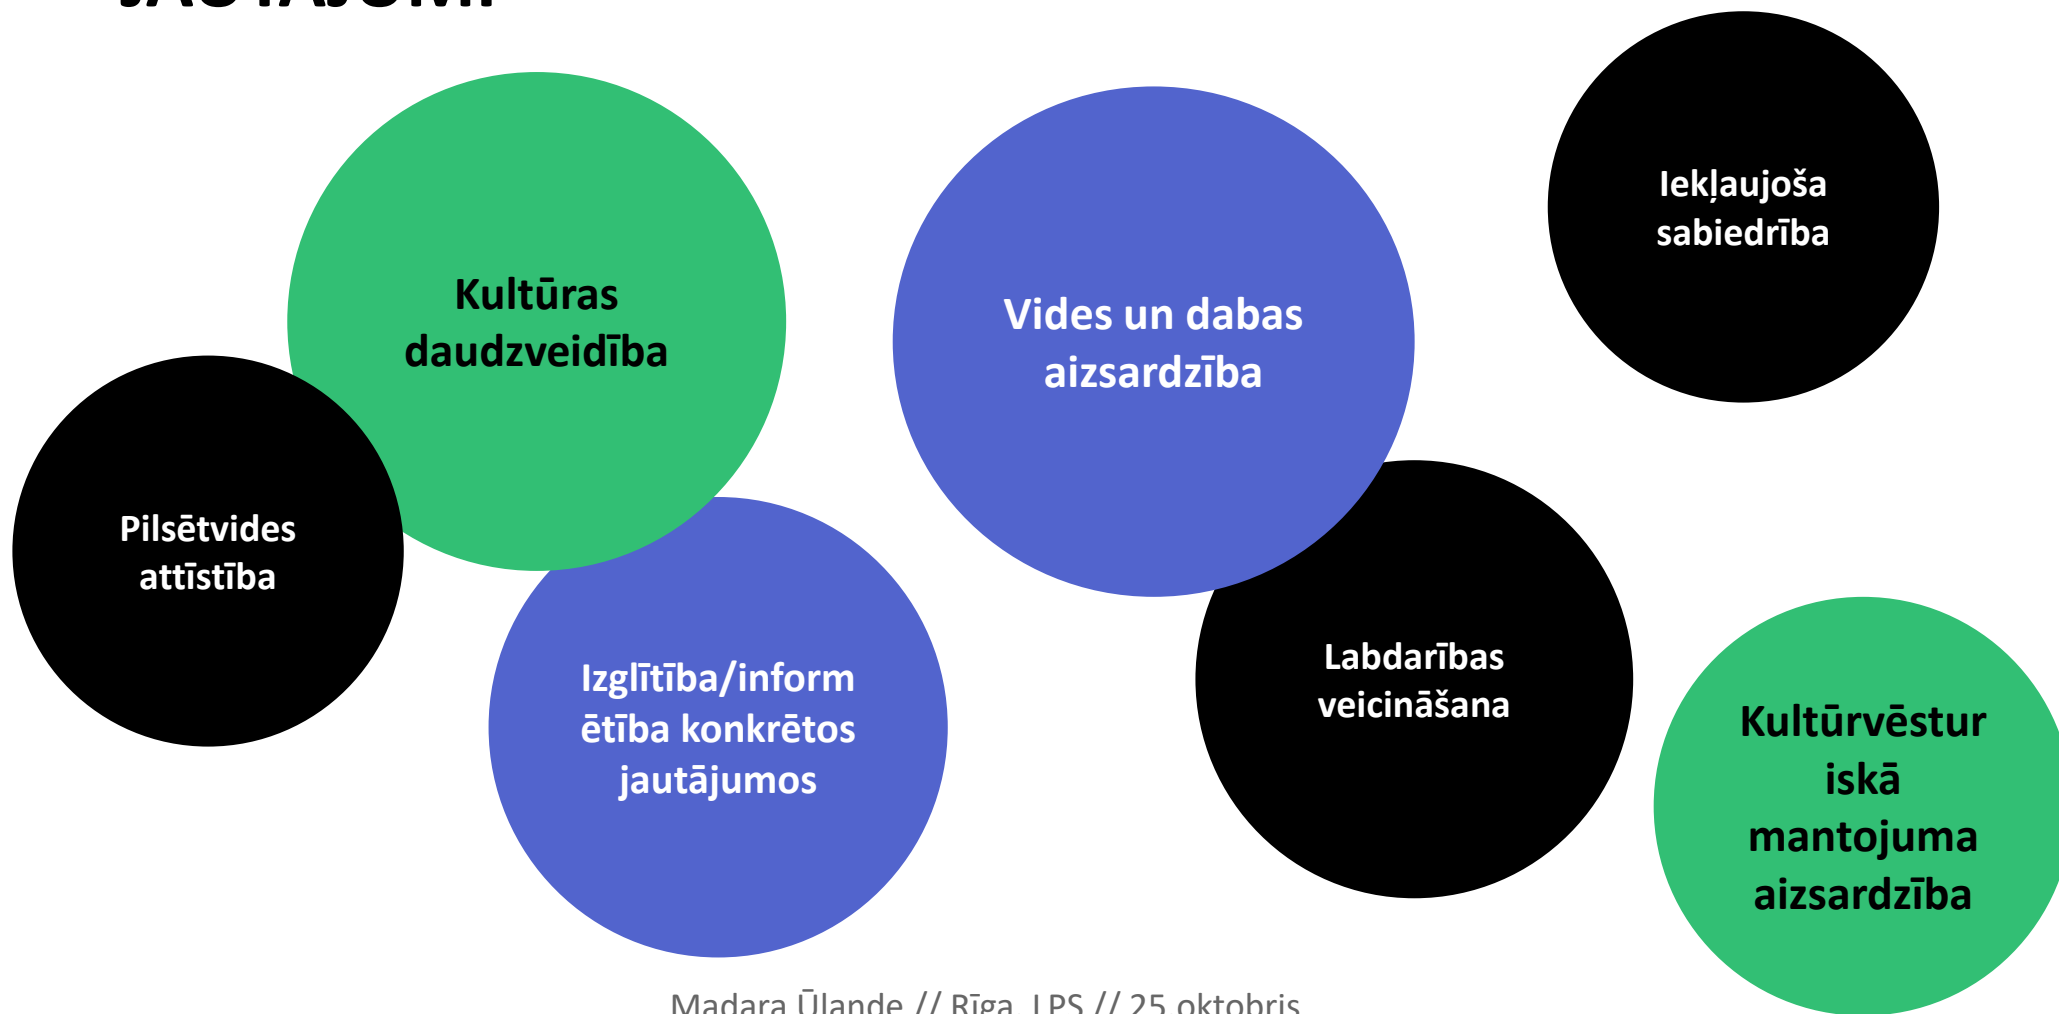 JAUTĀJUMI
Iekļaujoša
sabiedrība
Kultūras
daudzveidība
Vides un dabas
aizsardzība
Pilsētvides
attīstība
Izglītība/inform
ētība konkrētos
jautājumos
Labdarības
veicināšana
Kultūrvēstur
iskā
mantojuma
aizsardzība
Madara Ūlande // Rīga, LPS // 25 oktobris